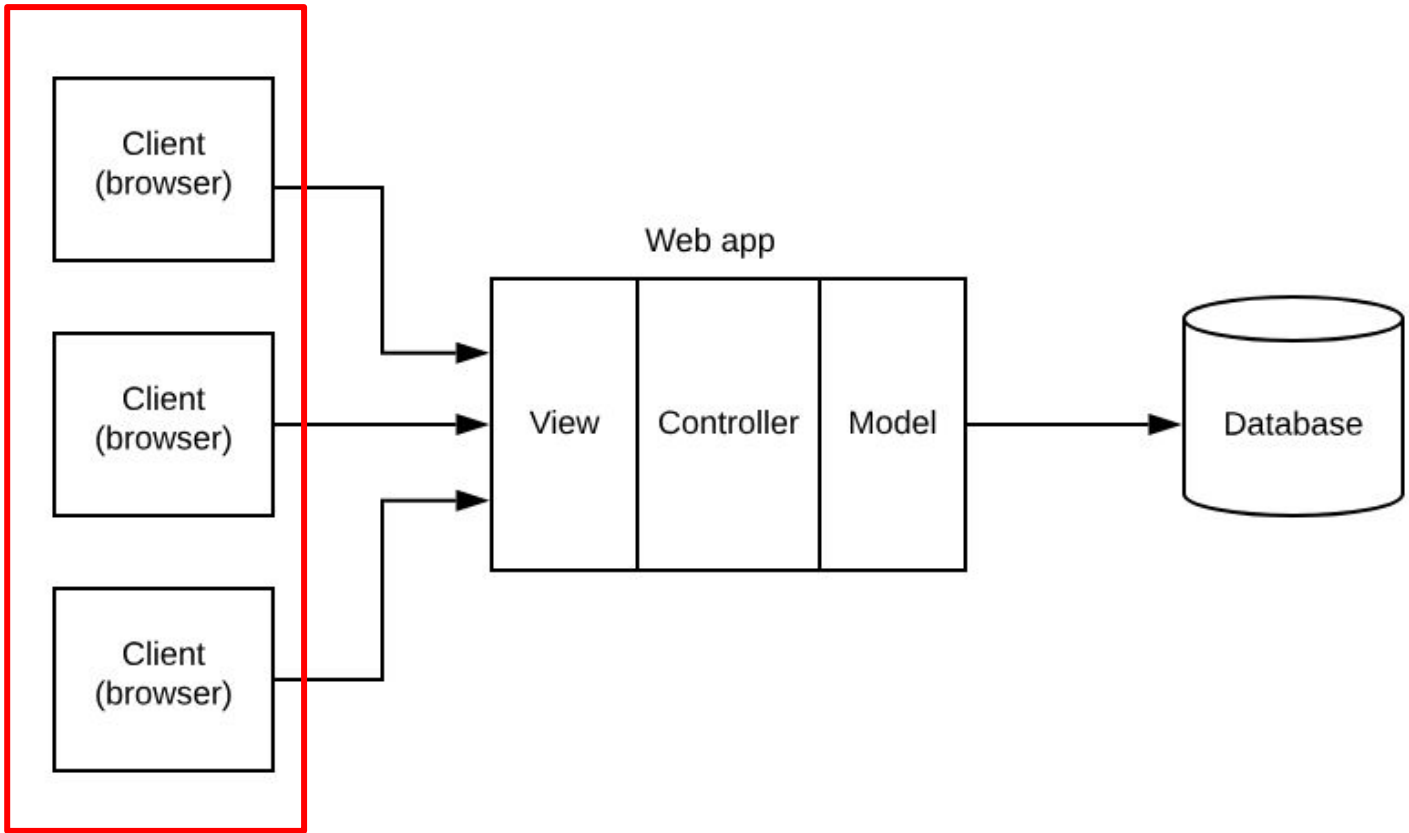 Client
(browser)
Client
(browser)
Client
(browser)
Web app
View
Controller
Model
Database